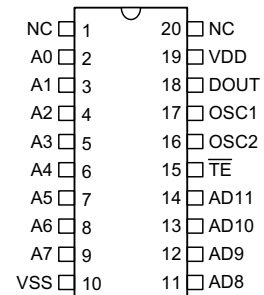 NC 1 20 NC
A0 2 19 VDD
A1 3 18 DOUT
A2 4 17 OSC1
A3 5 16 OSC2
A4 6 15 T̅E̅
A5 7 14 AD11
A6 8 13 AD10
A7 9 12 AD9
VSS 10 11 AD8